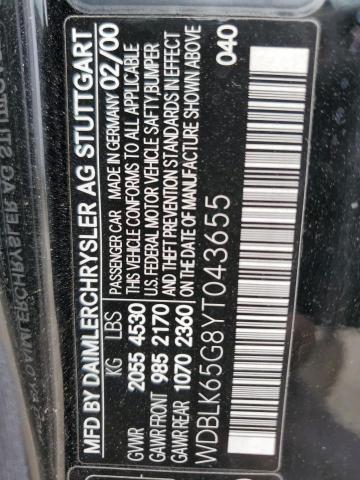 MFD BY DAIMLERCHRYSLER AG STUTTGART
KG LBS PASSENGER CAR MADE IN GERMANY 02/00
GVWR 2055 4530 THIS VEHICLE CONFORMS TO ALL APPLICABLE
U.S. FEDERAL MOTOR VEHICLE SAFTY, BUMPER
GAWR FRONT 985 2170 AND THEFT PREVENTION STANDARDS IN EFFECT
GAWR REAR 1070 2360 ON THE DATE OF MANUFACTURE SHOWN ABOVE
WDBLK65G8YT043655 040